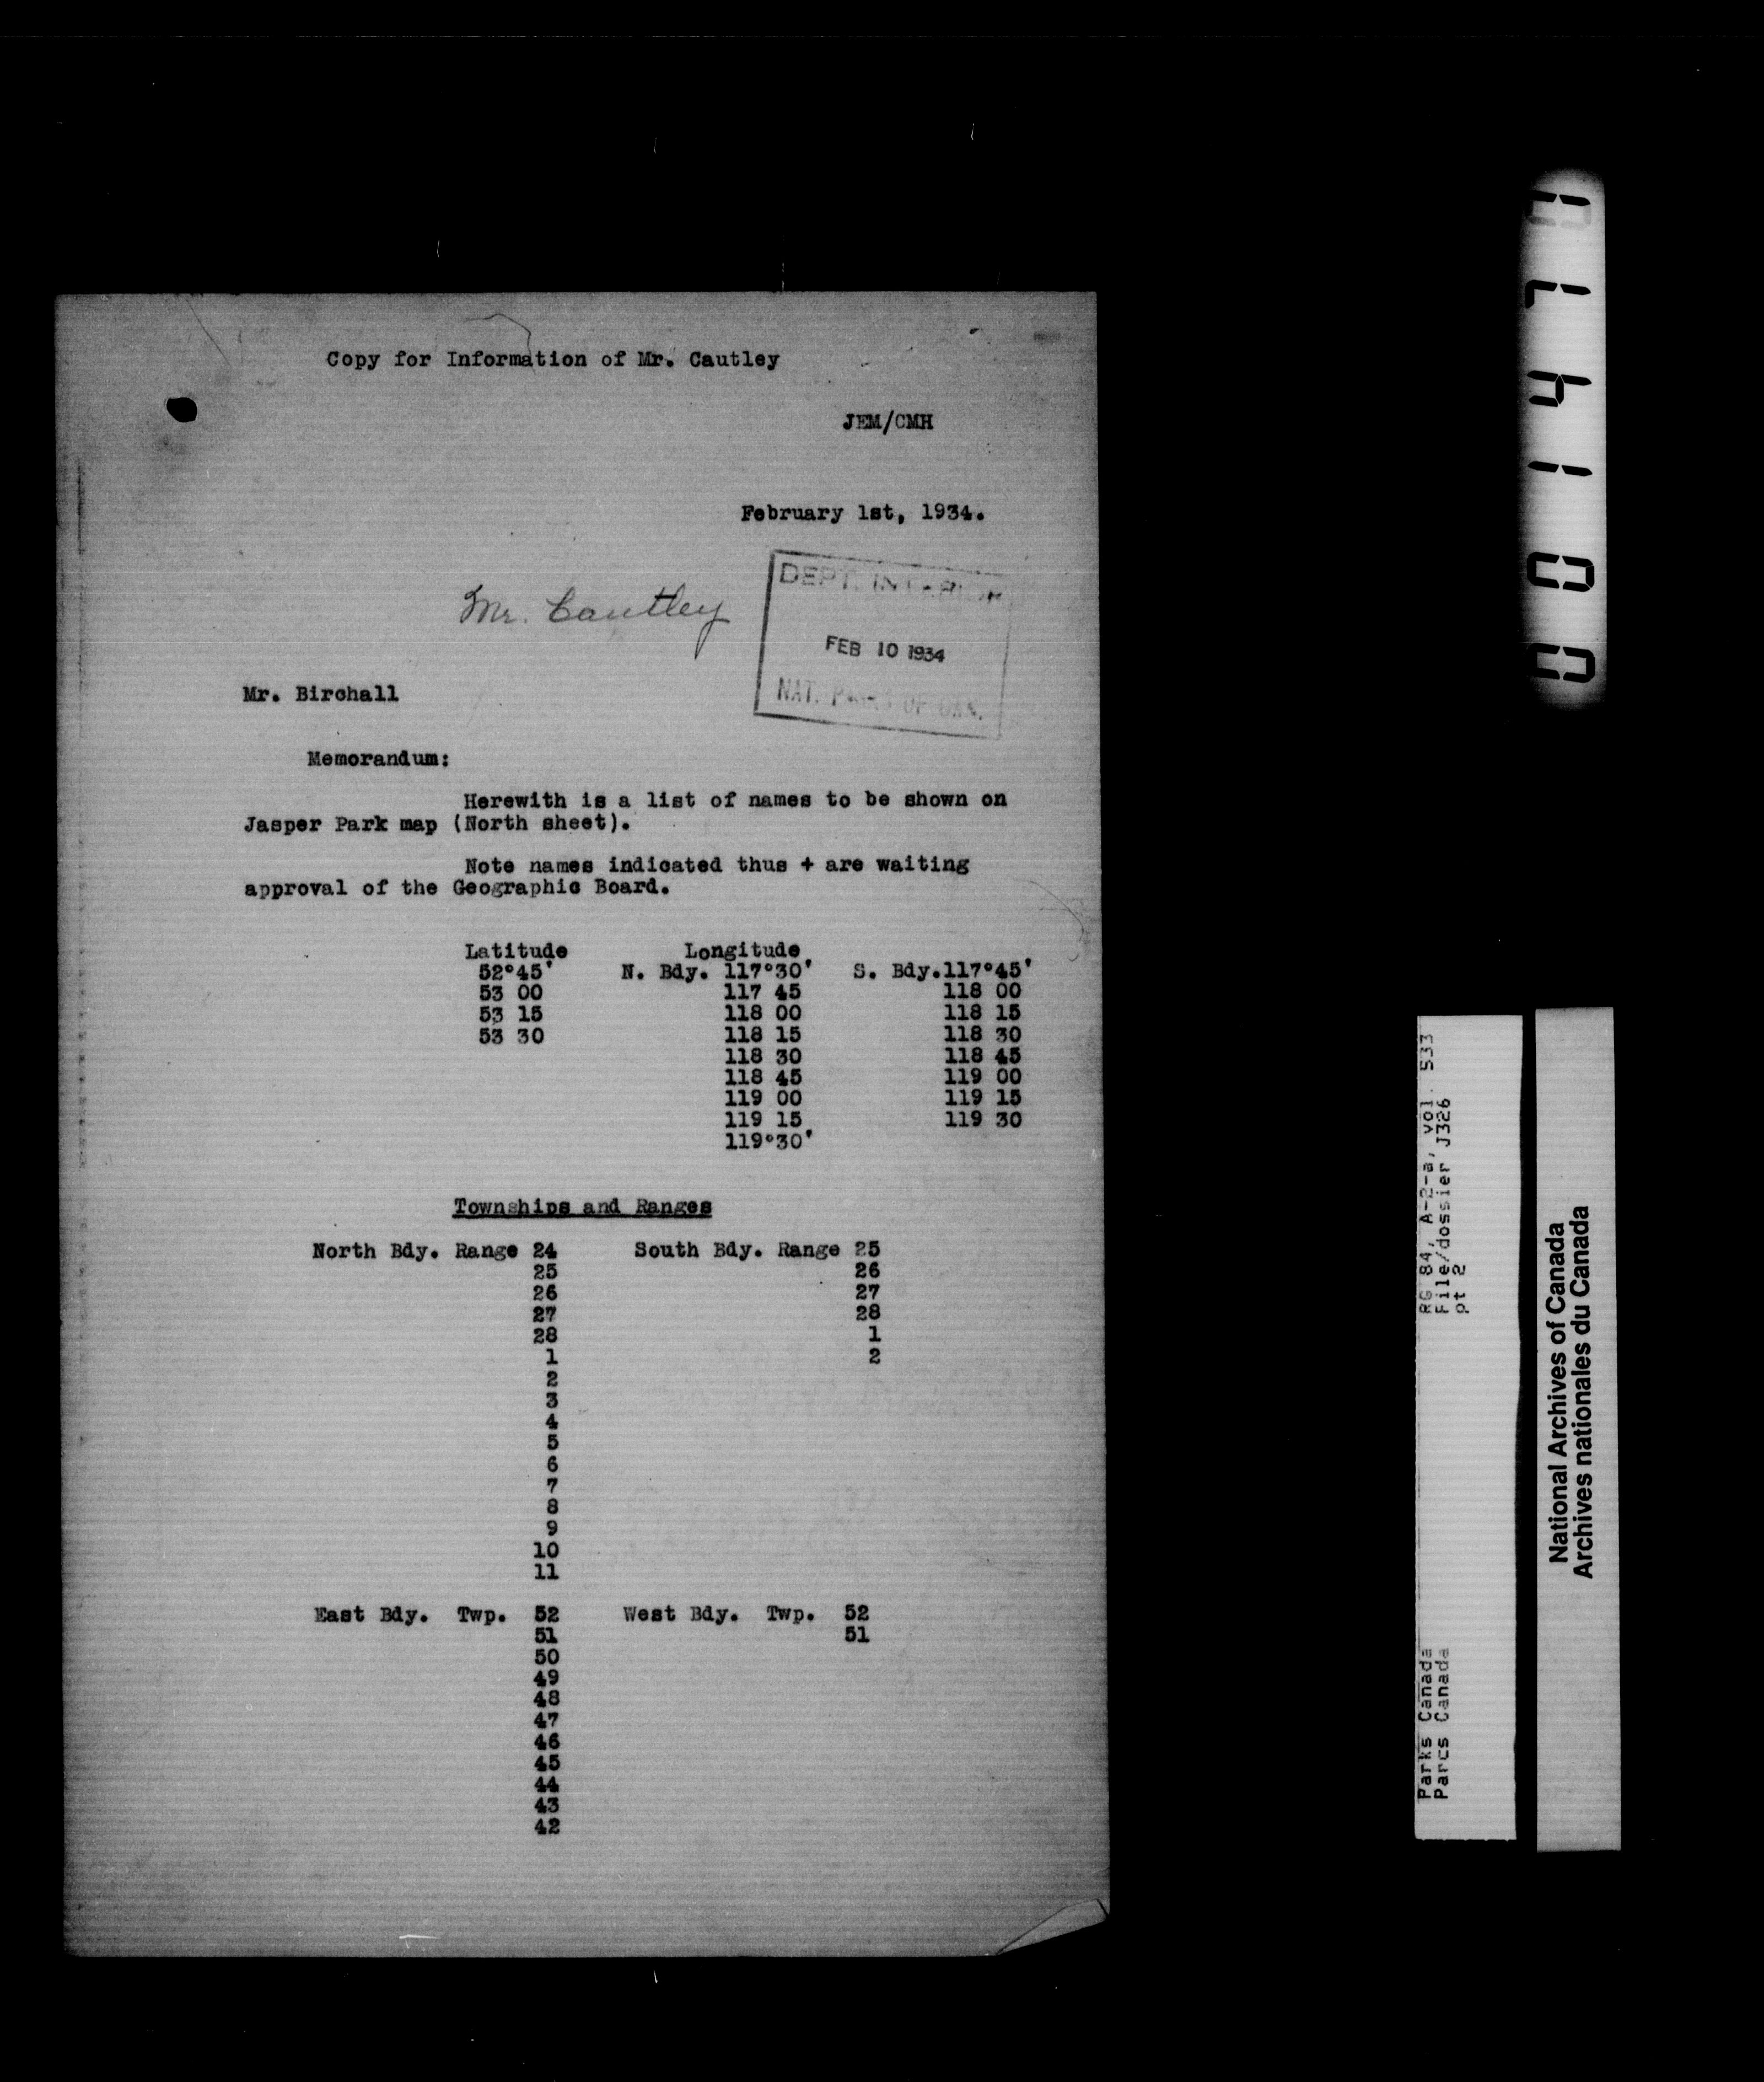 Copy for Information of Mr. Cautley
JEM/CMH
February 1st, 1934.
Mr. Cautley
DEPT. INTERIOR
FEB 10 1934
NAT. PARKS OF CAN.
Mr. Birchall
Memorandum:
Herewith is a list of names to be shown on
Jasper Park map (North sheet).
Note names indicated thus + are waiting
approval of the Geographic Board.
Latitude Longitude
52°45' N. Bdy. 117°30' S. Bdy.117°45'
53 00 117 45 118 00
53 15 118 00 118 15
53 30 118 15 118 30
118 30 118 45
118 45 119 00
119 00 119 15
119 15 119 30
119°30'
Townships and Ranges
North Bdy. Range 24 South Bdy. Range 25
25 26
26 27
27 28
28 1
1 2
2
3
4
5
6
7
8
9
10
11
East Bdy. Twp. 52 West Bdy. Twp. 52
51 51
50
49
48
47
46
45
44
43
42
001470
RG 84, A-2-a, vol. 533
File/dossier J326
pt 2
Parks Canada
Parcs Canada
National Archives of Canada
Archives nationales du Canada